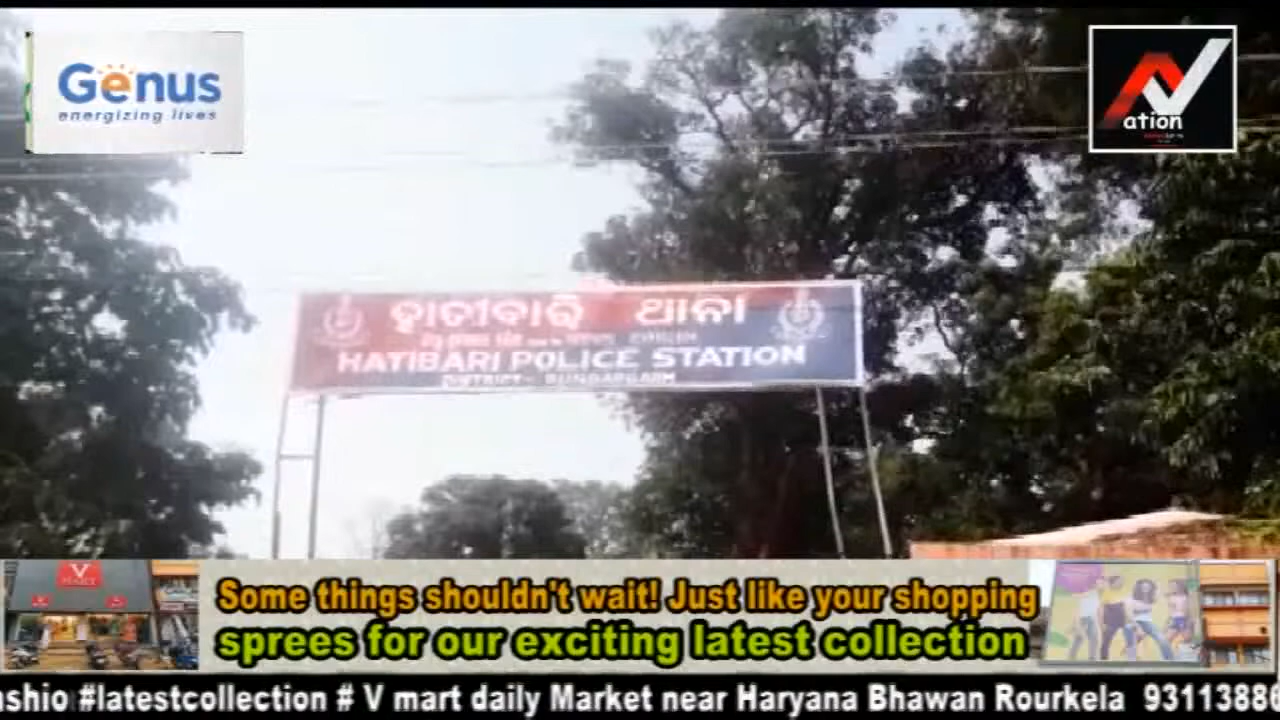 Genus
energizing lives
Nation
ହାତୀବାରି ଥାନା
HATIBARI POLICE STATION
DISTRICT- SUNDARGARH
V
MART
Some things shouldn't wait! Just like your shopping
sprees for our exciting latest collection
ashio #latestcollection # V mart daily Market near Haryana Bhawan Rourkela 93113886